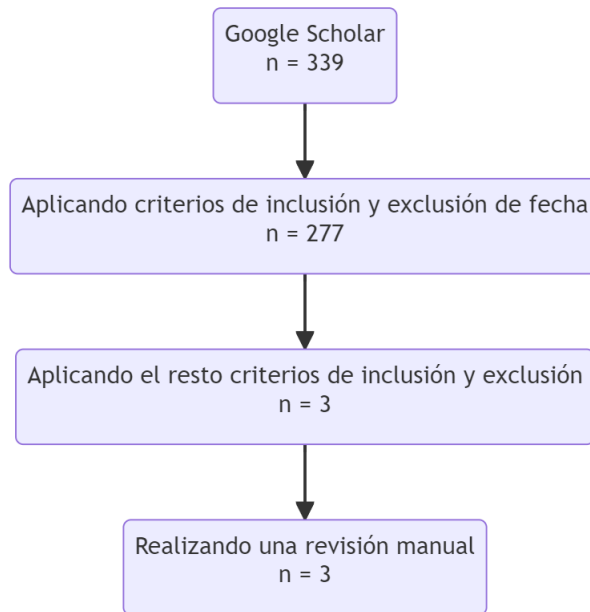 Google Scholar
n = 339
Aplicando criterios de inclusión y exclusión de fecha
n = 277
Aplicando el resto criterios de inclusión y exclusión
n = 3
Realizando una revisión manual
n = 3